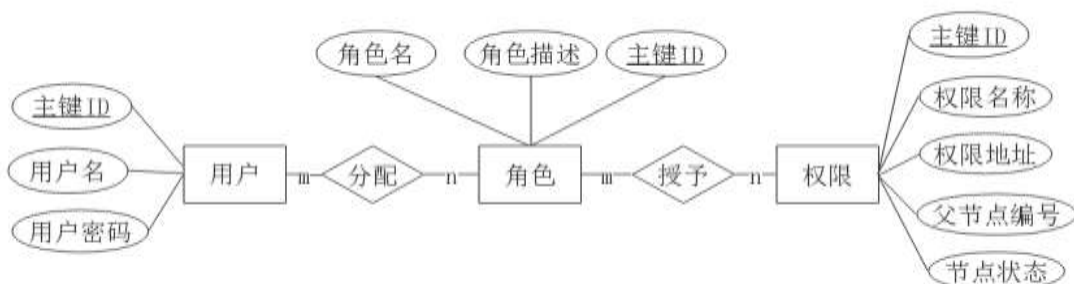 主键ID
角色名
角色描述
主键ID
主键ID
权限名称
用户名
用户
m
分配
n
角色
m
授予
n
权限
权限地址
用户密码
父节点编号
节点状态